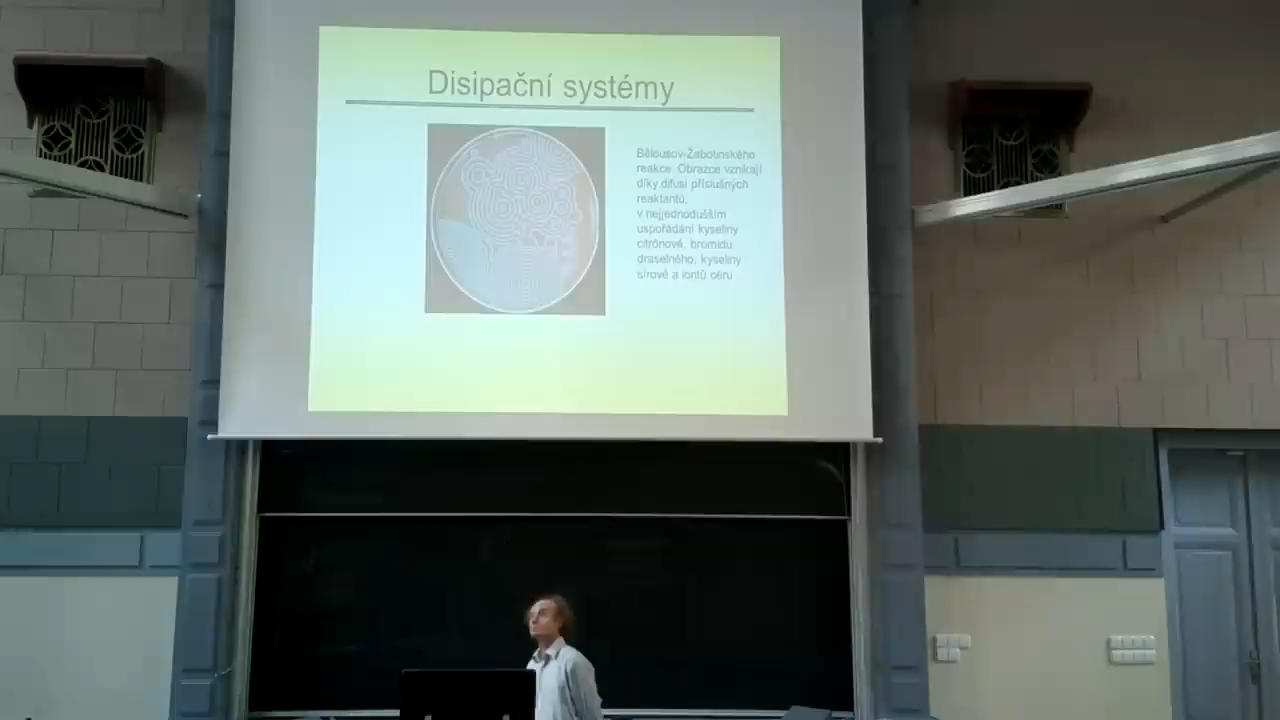 Disipační systémy
Bělousov-Žabotinského
reakce. Obrazce vznikají
díky difusi příslušných
reaktantů,
v nejjednodušším
uspořádání kyseliny
citrónové, bromidu
draselného, kyseliny
sírové a iontů céru